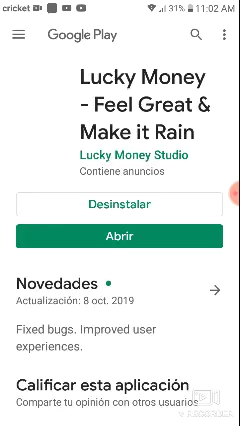 cricket 31% 11:02 AM
Google Play
Lucky Money
- Feel Great &
Make it Rain
Lucky Money Studio
Contiene anuncios
Desinstalar
Abrir
Novedades
Actualización: 8 oct. 2019
Fixed bugs. Improved user
experiences.
Calificar esta aplicación
Comparte tu opinión con otros usuarios